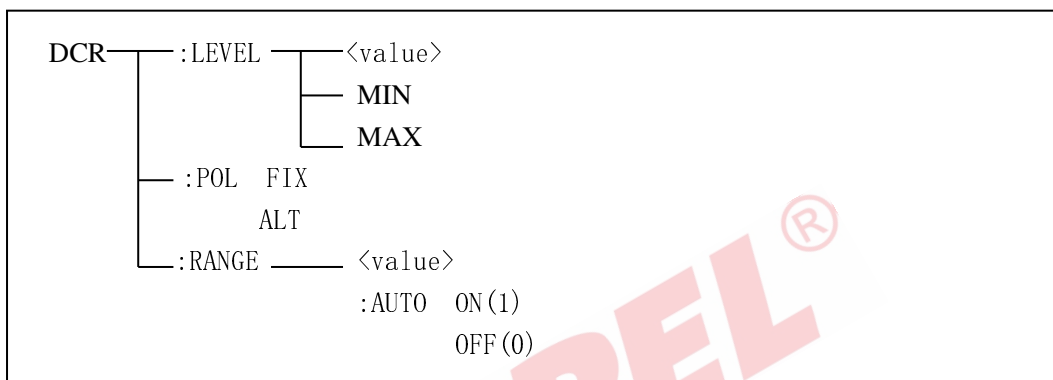 DCR :LEVEL <value>
MIN
MAX
:POL FIX
ALT
:RANGE <value>
:AUTO ON(1)
OFF(0)
®